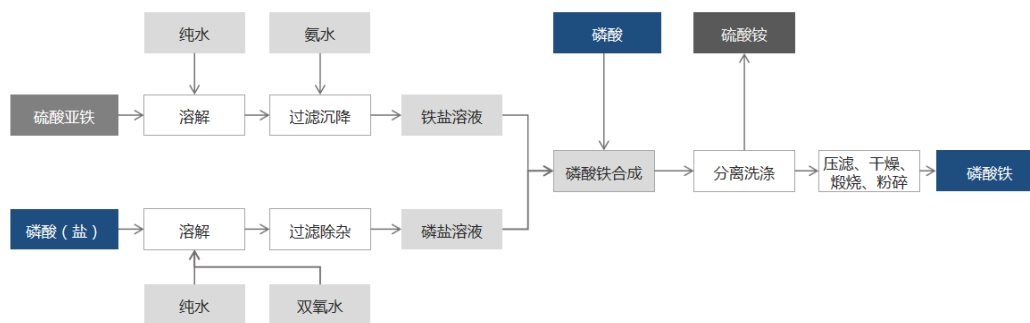 纯水
氨水
磷酸
硫酸铵
硫酸亚铁
溶解
过滤沉降
铁盐溶液
磷酸铁合成
分离洗涤
压滤、干燥、
煅烧、粉碎
磷酸铁
磷酸（盐）
溶解
过滤除杂
磷盐溶液
纯水
双氧水